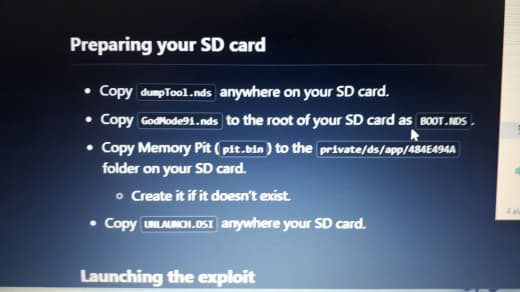 Preparing your SD card
Copy dumpTool.nds anywhere on your SD card.
Copy GodMode9i.nds to the root of your SD card as BOOT.NDS.
Copy Memory Pit (pit.bin) to the private/ds/app/484E494A
folder on your SD card.
Create it if it doesn't exist.
Copy UNLAUNCH.DSI anywhere your SD card.
Launching the exploit